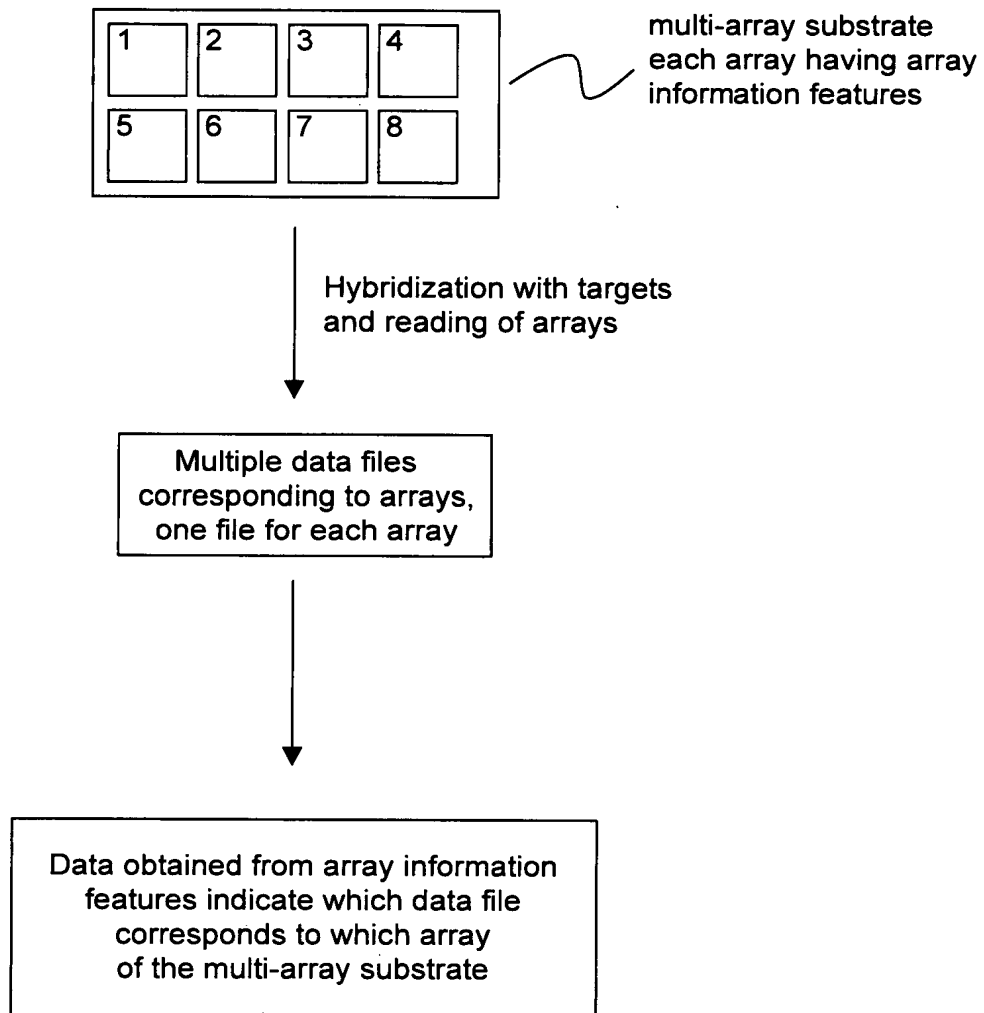 1 2 3 4
multi-array substrate
each array having array
information features
5 6 7 8
Hybridization with targets
and reading of arrays
Multiple data files
corresponding to arrays,
one file for each array
Data obtained from array information
features indicate which data file
corresponds to which array
of the multi-array substrate